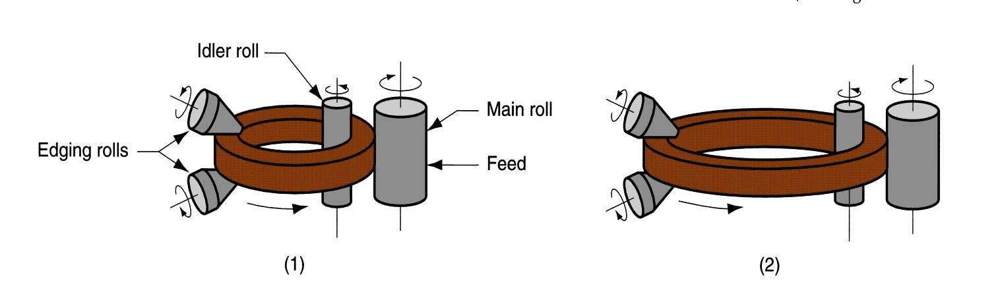 Idler roll
Main roll
Edging rolls
Feed
(1)
(2)